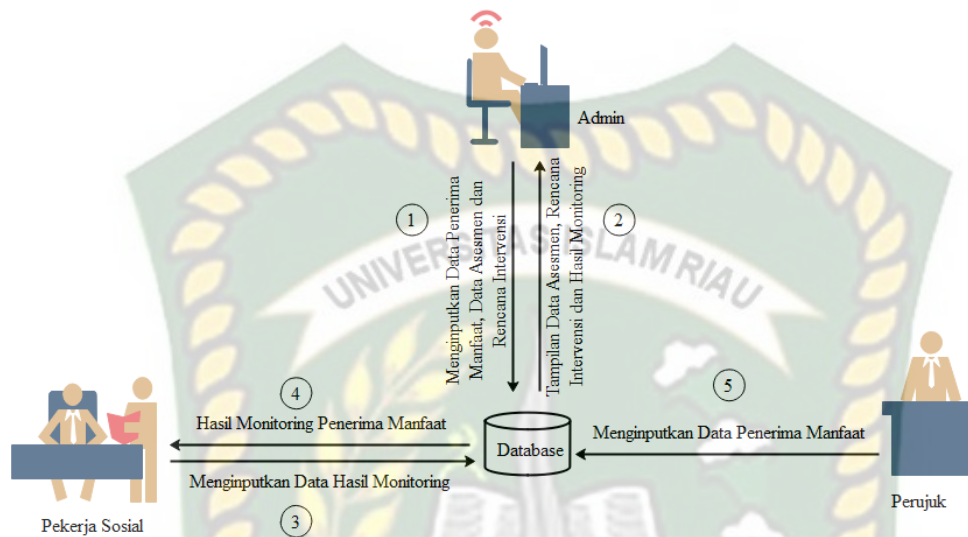 Admin
1
Menginputkan Data Penerima
Manfaat, Data Asesmen dan
Rencana Intervensi
Tampilan Data Asesmen, Rencana
Intervensi dan Hasil Monitoring
2
UNIVERSITAS ISLAM RIAU
4
Hasil Monitoring Penerima Manfaat
Menginputkan Data Hasil Monitoring
3
Pekerja Sosial
Database
5
Menginputkan Data Penerima Manfaat
Perujuk